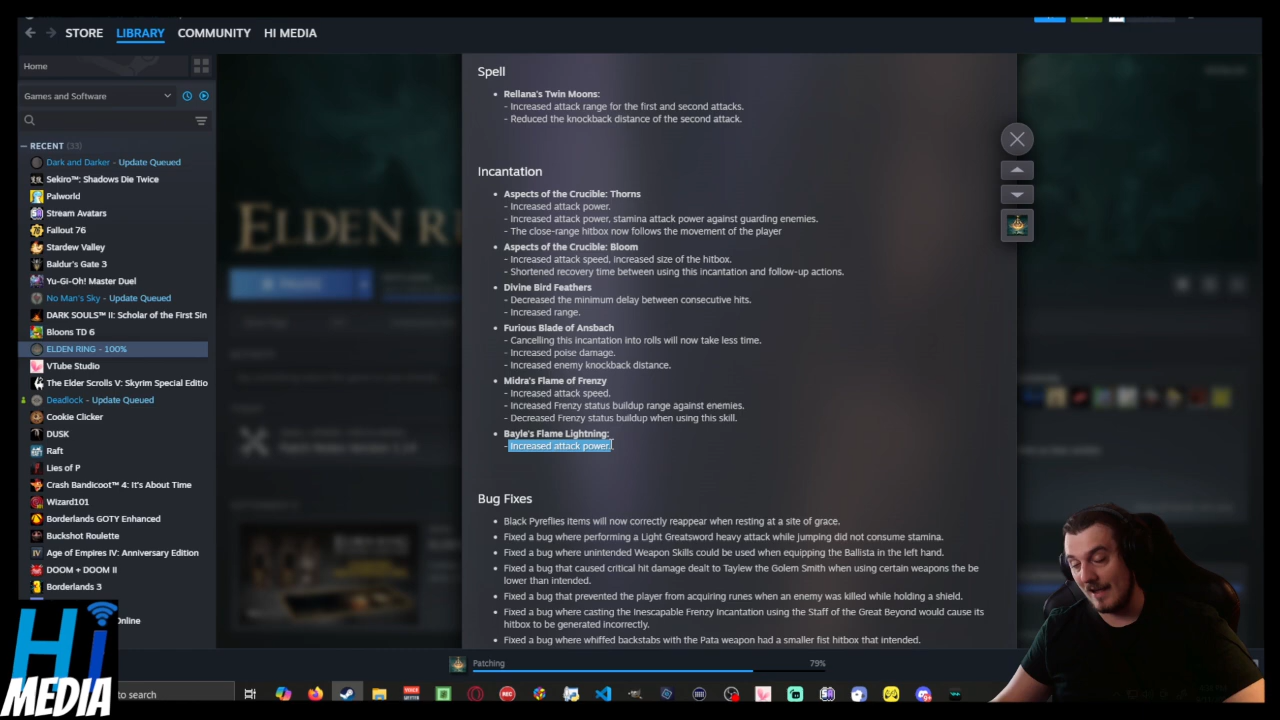 STORE LIBRARY COMMUNITY HI MEDIA
Home
Games and Software
RECENT (33)
Dark and Darker - Update Queued
Sekiro™: Shadows Die Twice
Palworld
Stream Avatars
Fallout 76
Stardew Valley
Baldur's Gate 3
Yu-Gi-Oh! Master Duel
No Man's Sky - Update Queued
DARK SOULS™ II: Scholar of the First Sin
Bloons TD 6
ELDEN RING - 100%
VTube Studio
The Elder Scrolls V: Skyrim Special Edition
Deadlock - Update Queued
Cookie Clicker
DUSK
Raft
Lies of P
Crash Bandicoot™ 4: It's About Time
Wizard101
Borderlands GOTY Enhanced
Buckshot Roulette
Age of Empires IV: Anniversary Edition
DOOM + DOOM II
Borderlands 3
Online
ELDEN RI
Spell
• Rellana's Twin Moons:
- Increased attack range for the first and second attacks.
- Reduced the knockback distance of the second attack.
Incantation
• Aspects of the Crucible: Thorns
- Increased attack power.
- Increased attack power, stamina attack power against guarding enemies.
- The close-range hitbox now follows the movement of the player
• Aspects of the Crucible: Bloom
- Increased attack speed, Increased size of the hitbox.
- Shortened recovery time between using this incantation and follow-up actions.
• Divine Bird Feathers
- Decreased the minimum delay between consecutive hits.
- Increased range.
• Furious Blade of Ansbach
- Cancelling this incantation into rolls will now take less time.
- Increased poise damage.
- Increased enemy knockback distance.
• Midra's Flame of Frenzy
- Increased attack speed.
- Increased Frenzy status buildup range against enemies.
- Decreased Frenzy status buildup when using this skill.
• Bayle's Flame Lightning:
- Increased attack power.
Bug Fixes
• Black Pyreflies items will now correctly reappear when resting at a site of grace.
• Fixed a bug where performing a Light Greatsword heavy attack while jumping did not consume stamina.
• Fixed a bug where unintended Weapon Skills could be used when equipping the Ballista in the left hand.
• Fixed a bug that caused critical hit damage dealt to Taylew the Golem Smith when using certain weapons the be
lower than intended.
• Fixed a bug that prevented the player from acquiring runes when an enemy was killed while holding a shield.
• Fixed a bug where casting the Inescapable Frenzy Incantation using the Staff of the Great Beyond would cause its
hitbox to be generated incorrectly.
• Fixed a bug where whiffed backstabs with the Pata weapon had a smaller fist hitbox that intended.
Patching 79%
to search
Hi
MEDIA